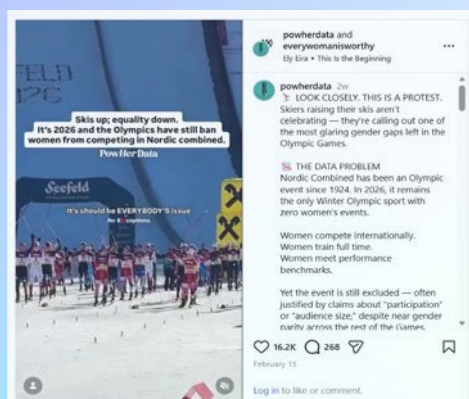 Skis up; equality down.
It's 2026 and the Olympics have still ban
women from competing in Nordic combined.
PowHerData
Seefeld
It's should be EVERYBODY's issue
No
powherdata and
everywomanisworthy
Ely Eira • This Is the Beginning
powherdata 2w
LOOK CLOSELY. THIS IS A PROTEST.
Skiers raising their skis aren't
celebrating — they're calling out one of
the most glaring gender gaps left in the
Olympic Games.
THE DATA PROBLEM
Nordic Combined has been an Olympic
event since 1924. In 2026, it remains
the only Winter Olympic sport with
zero women's events.
Women compete internationally.
Women train full time.
Women meet performance
benchmarks.
Yet the event is still excluded — often
justified by claims about "participation"
or "audience size," despite near gender
parity across the rest of the Games.
16.2K 268
February 15
Log in to like or comment.